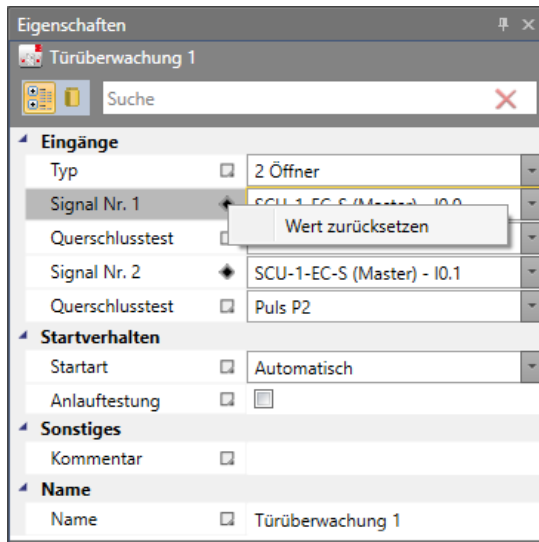 Eigenschaften
Türüberwachung 1
Suche
Eingänge
Typ 2 Öffner
Signal Nr. 1
Wert zurücksetzen
Querschlusstest
Signal Nr. 2 SCU-1-EC-S (Master) - I0.1
Querschlusstest Puls P2
Startverhalten
Startart Automatisch
Anlauftestung
Sonstiges
Kommentar
Name
Name Türüberwachung 1